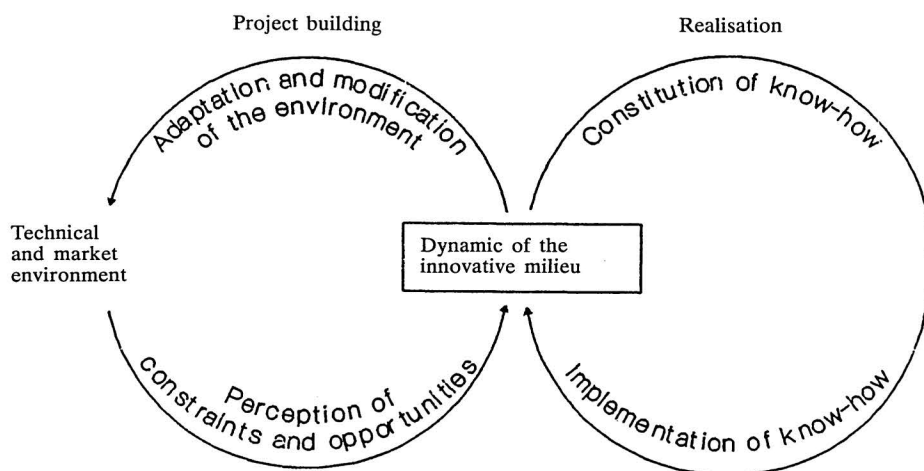 Project building
Realisation
Adaptation and modification
of the environment
Constitution of know-how
Technical
and market
environment
Dynamic of the
innovative milieu
Perception of
constraints and opportunities
Implementation of know-how